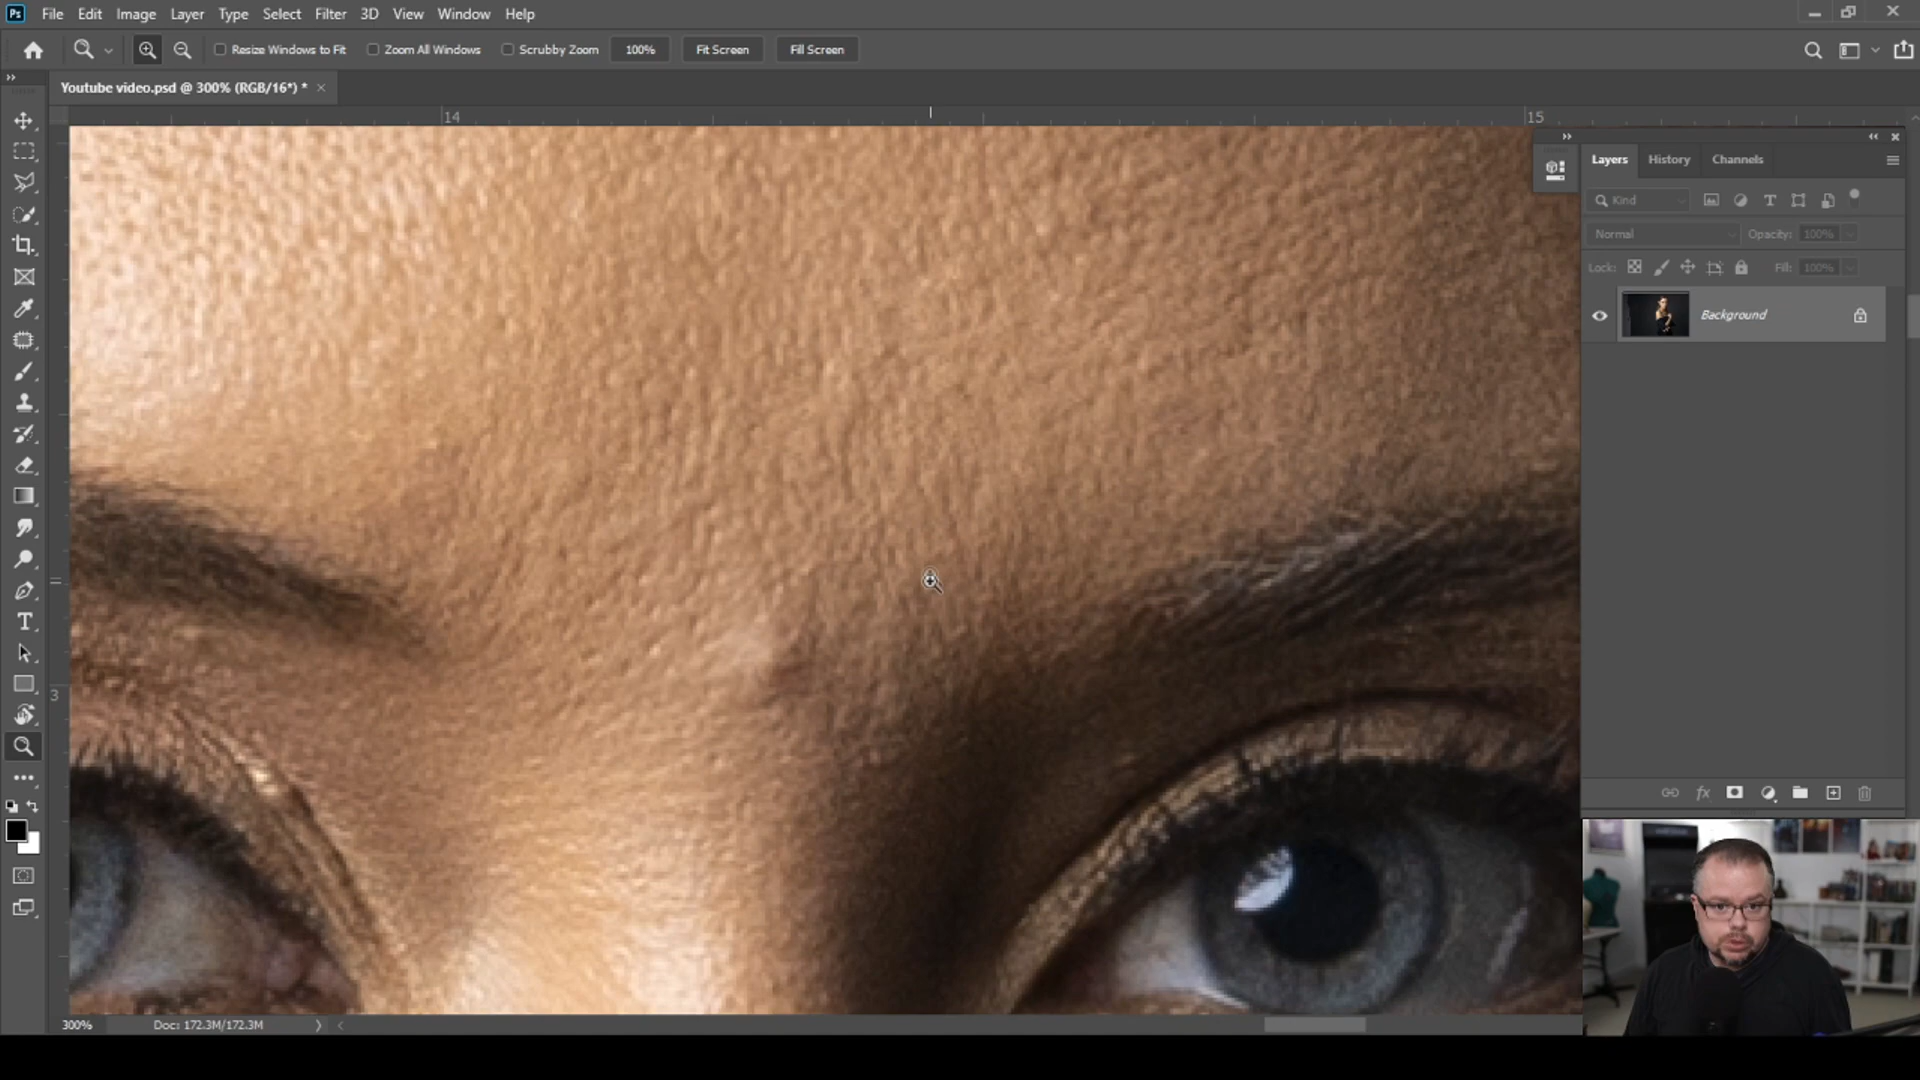 Ps File Edit Image Layer Type Select Filter 3D View Window Help
Resize Windows to Fit Zoom All Windows Scrubby Zoom 100% Fit Screen Fill Screen
Youtube video.psd @ 300% (RGB/16*) *
14 15
3
Layers History Channels
Kind
Normal Opacity: 100%
Lock: Fill: 100%
Background
fx
300% Doc: 172.3M/172.3M